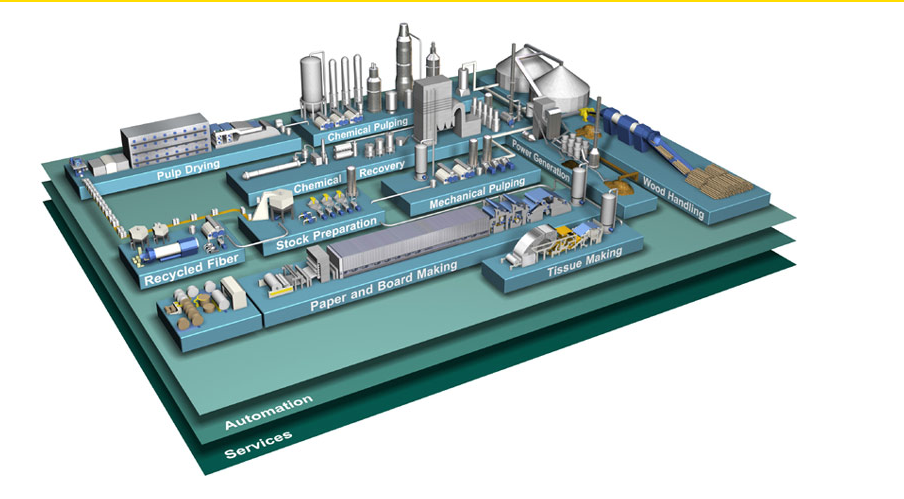 Chemical Pulping
Pulp Drying
Chemical Recovery
Power Generation
Mechanical Pulping
Wood Handling
Stock Preparation
Recycled Fiber
Tissue Making
Paper and Board Making
Automation
Services